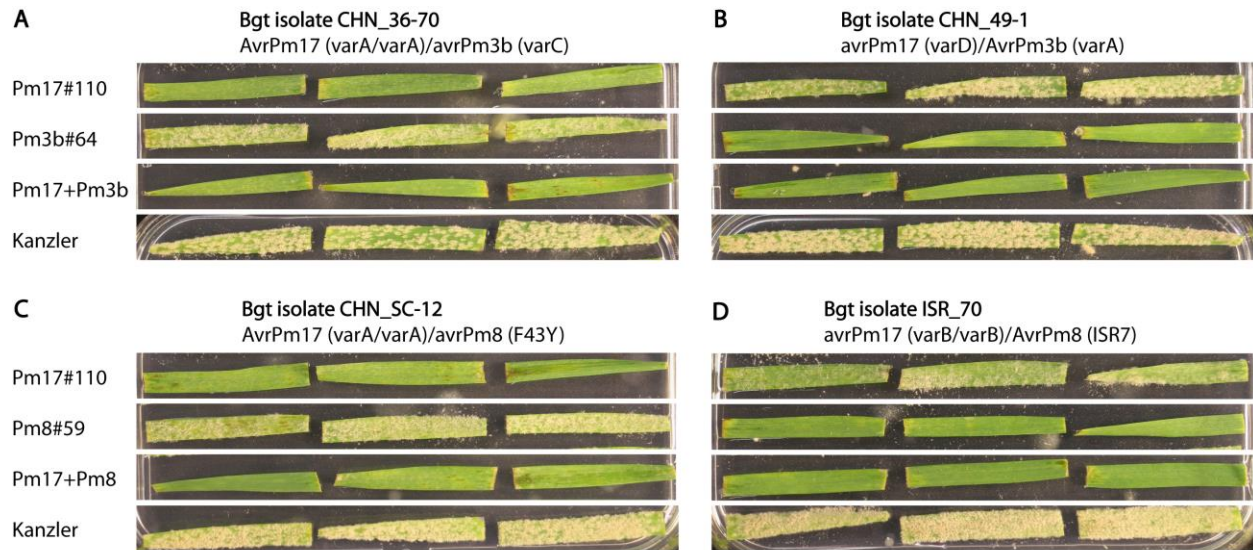 A
Bgt isolate CHN_36-70
AvrPm17 (varA/varA)/avrPm3b (varC)
Pm17#110
Pm3b#64
Pm17+Pm3b
Kanzler
B
Bgt isolate CHN_49-1
avrPm17 (varD)/AvrPm3b (varA)
C
Bgt isolate CHN_SC-12
AvrPm17 (varA/varA)/avrPm8 (F43Y)
Pm17#110
Pm8#59
Pm17+Pm8
Kanzler
D
Bgt isolate ISR_70
avrPm17 (varB/varB)/AvrPm8 (ISR7)